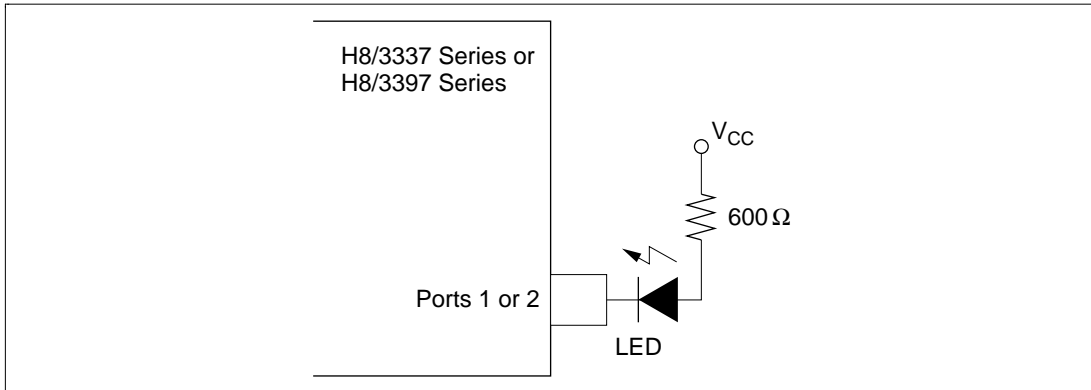 H8/3337 Series or
H8/3397 Series
VCC
600 Ω
Ports 1 or 2
LED